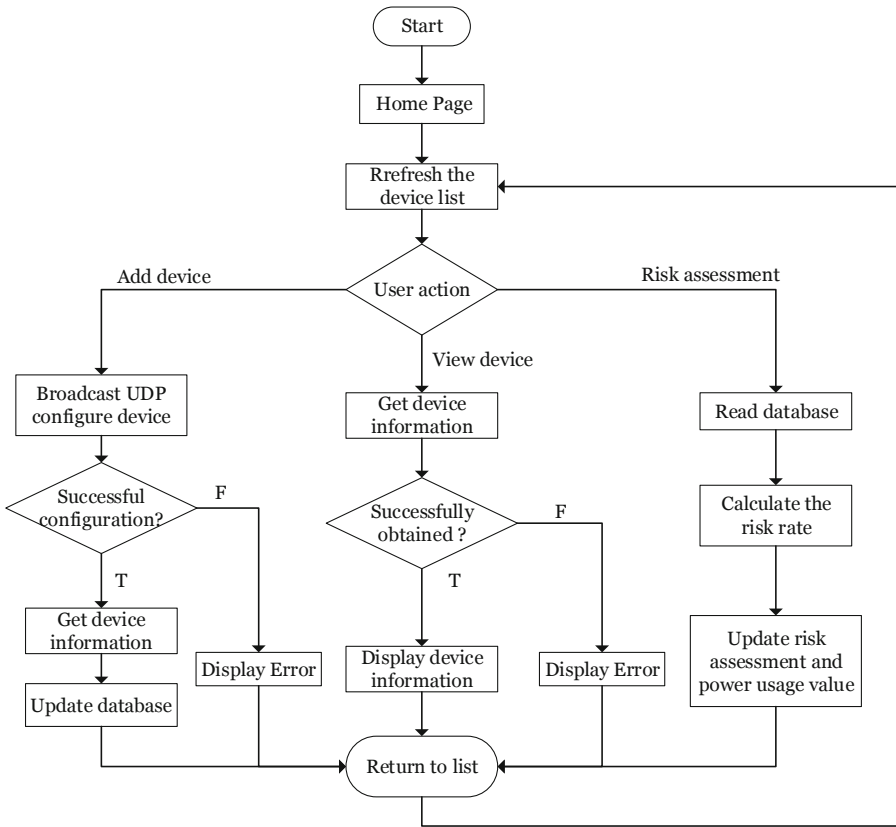 Start
Home Page
Rrefresh the
device list
User action
Add device
View device
Risk assessment
Broadcast UDP
configure device
Successful
configuration?
F
T
Get device
information
Update database
Display Error
Get device
information
Successfully
obtained ?
F
T
Display device
information
Display Error
Read database
Calculate the
risk rate
Update risk
assessment and
power usage value
Return to list